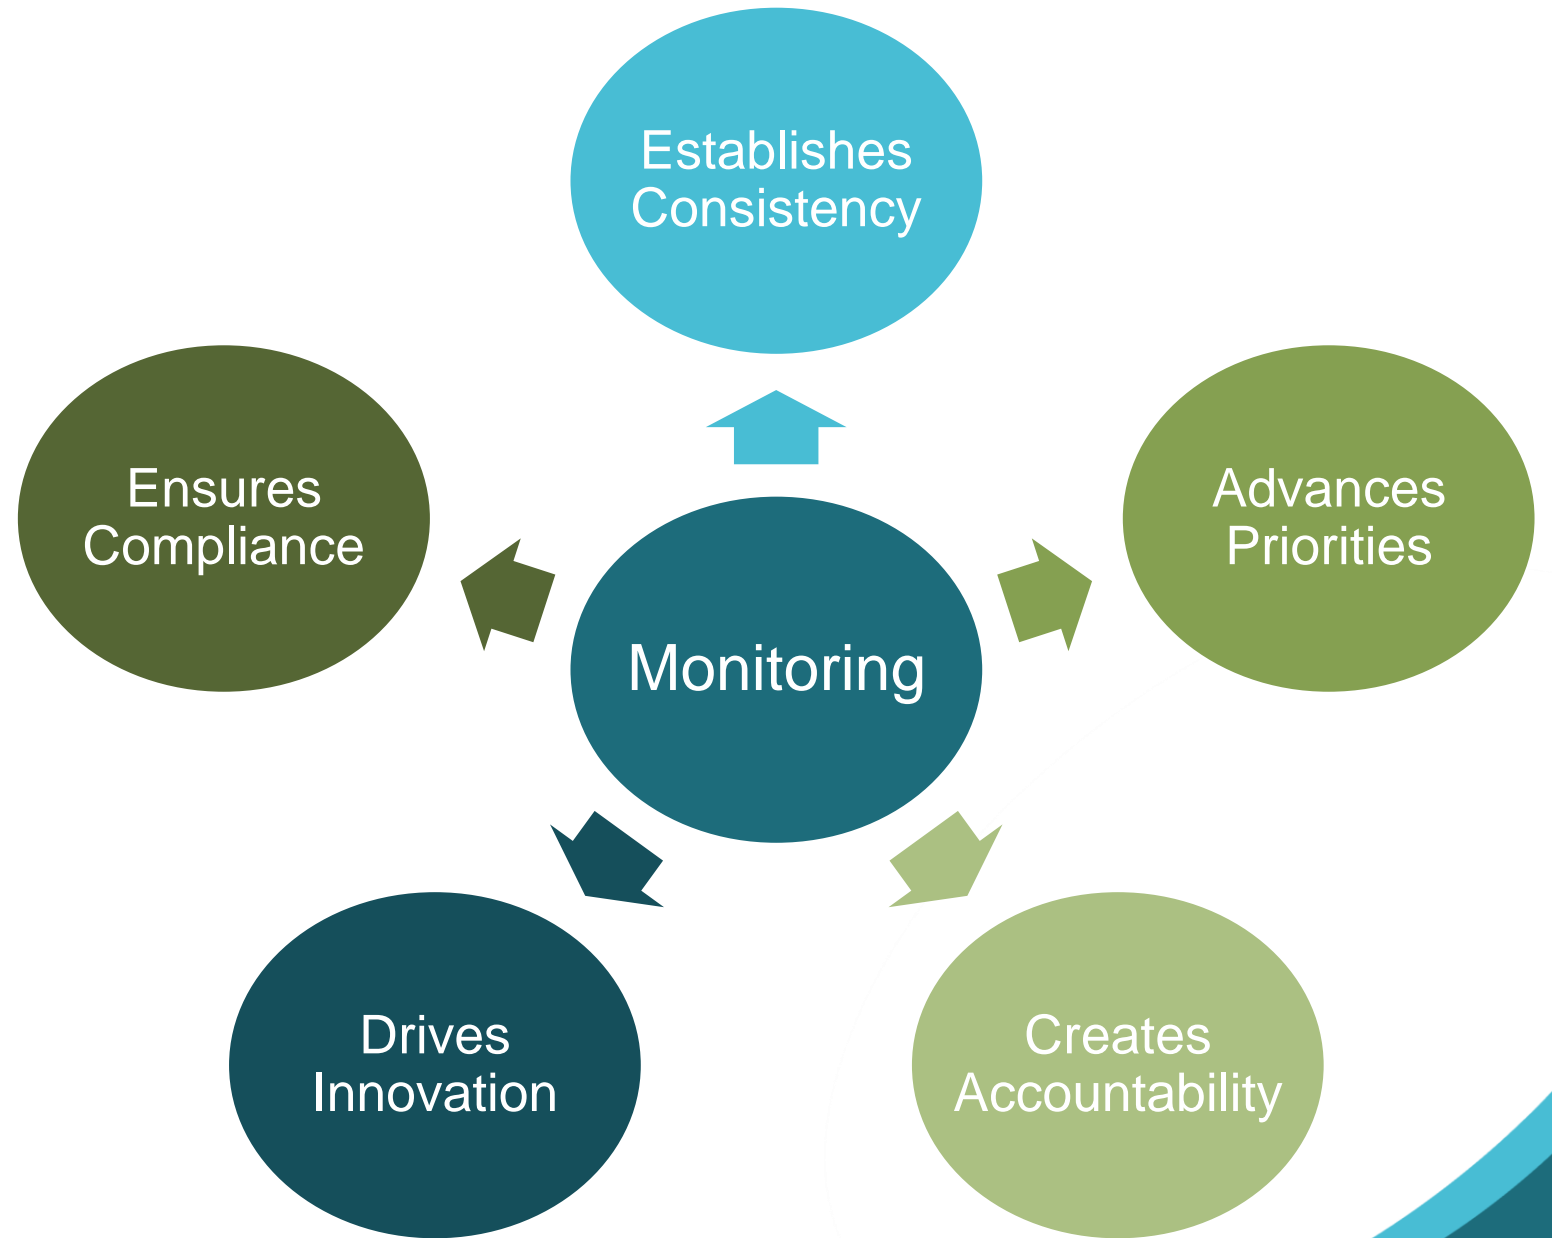 Establishes
Consistency
Advances
Priorities
Creates
Accountability
Drives
Innovation
Ensures
Compliance
Monitoring